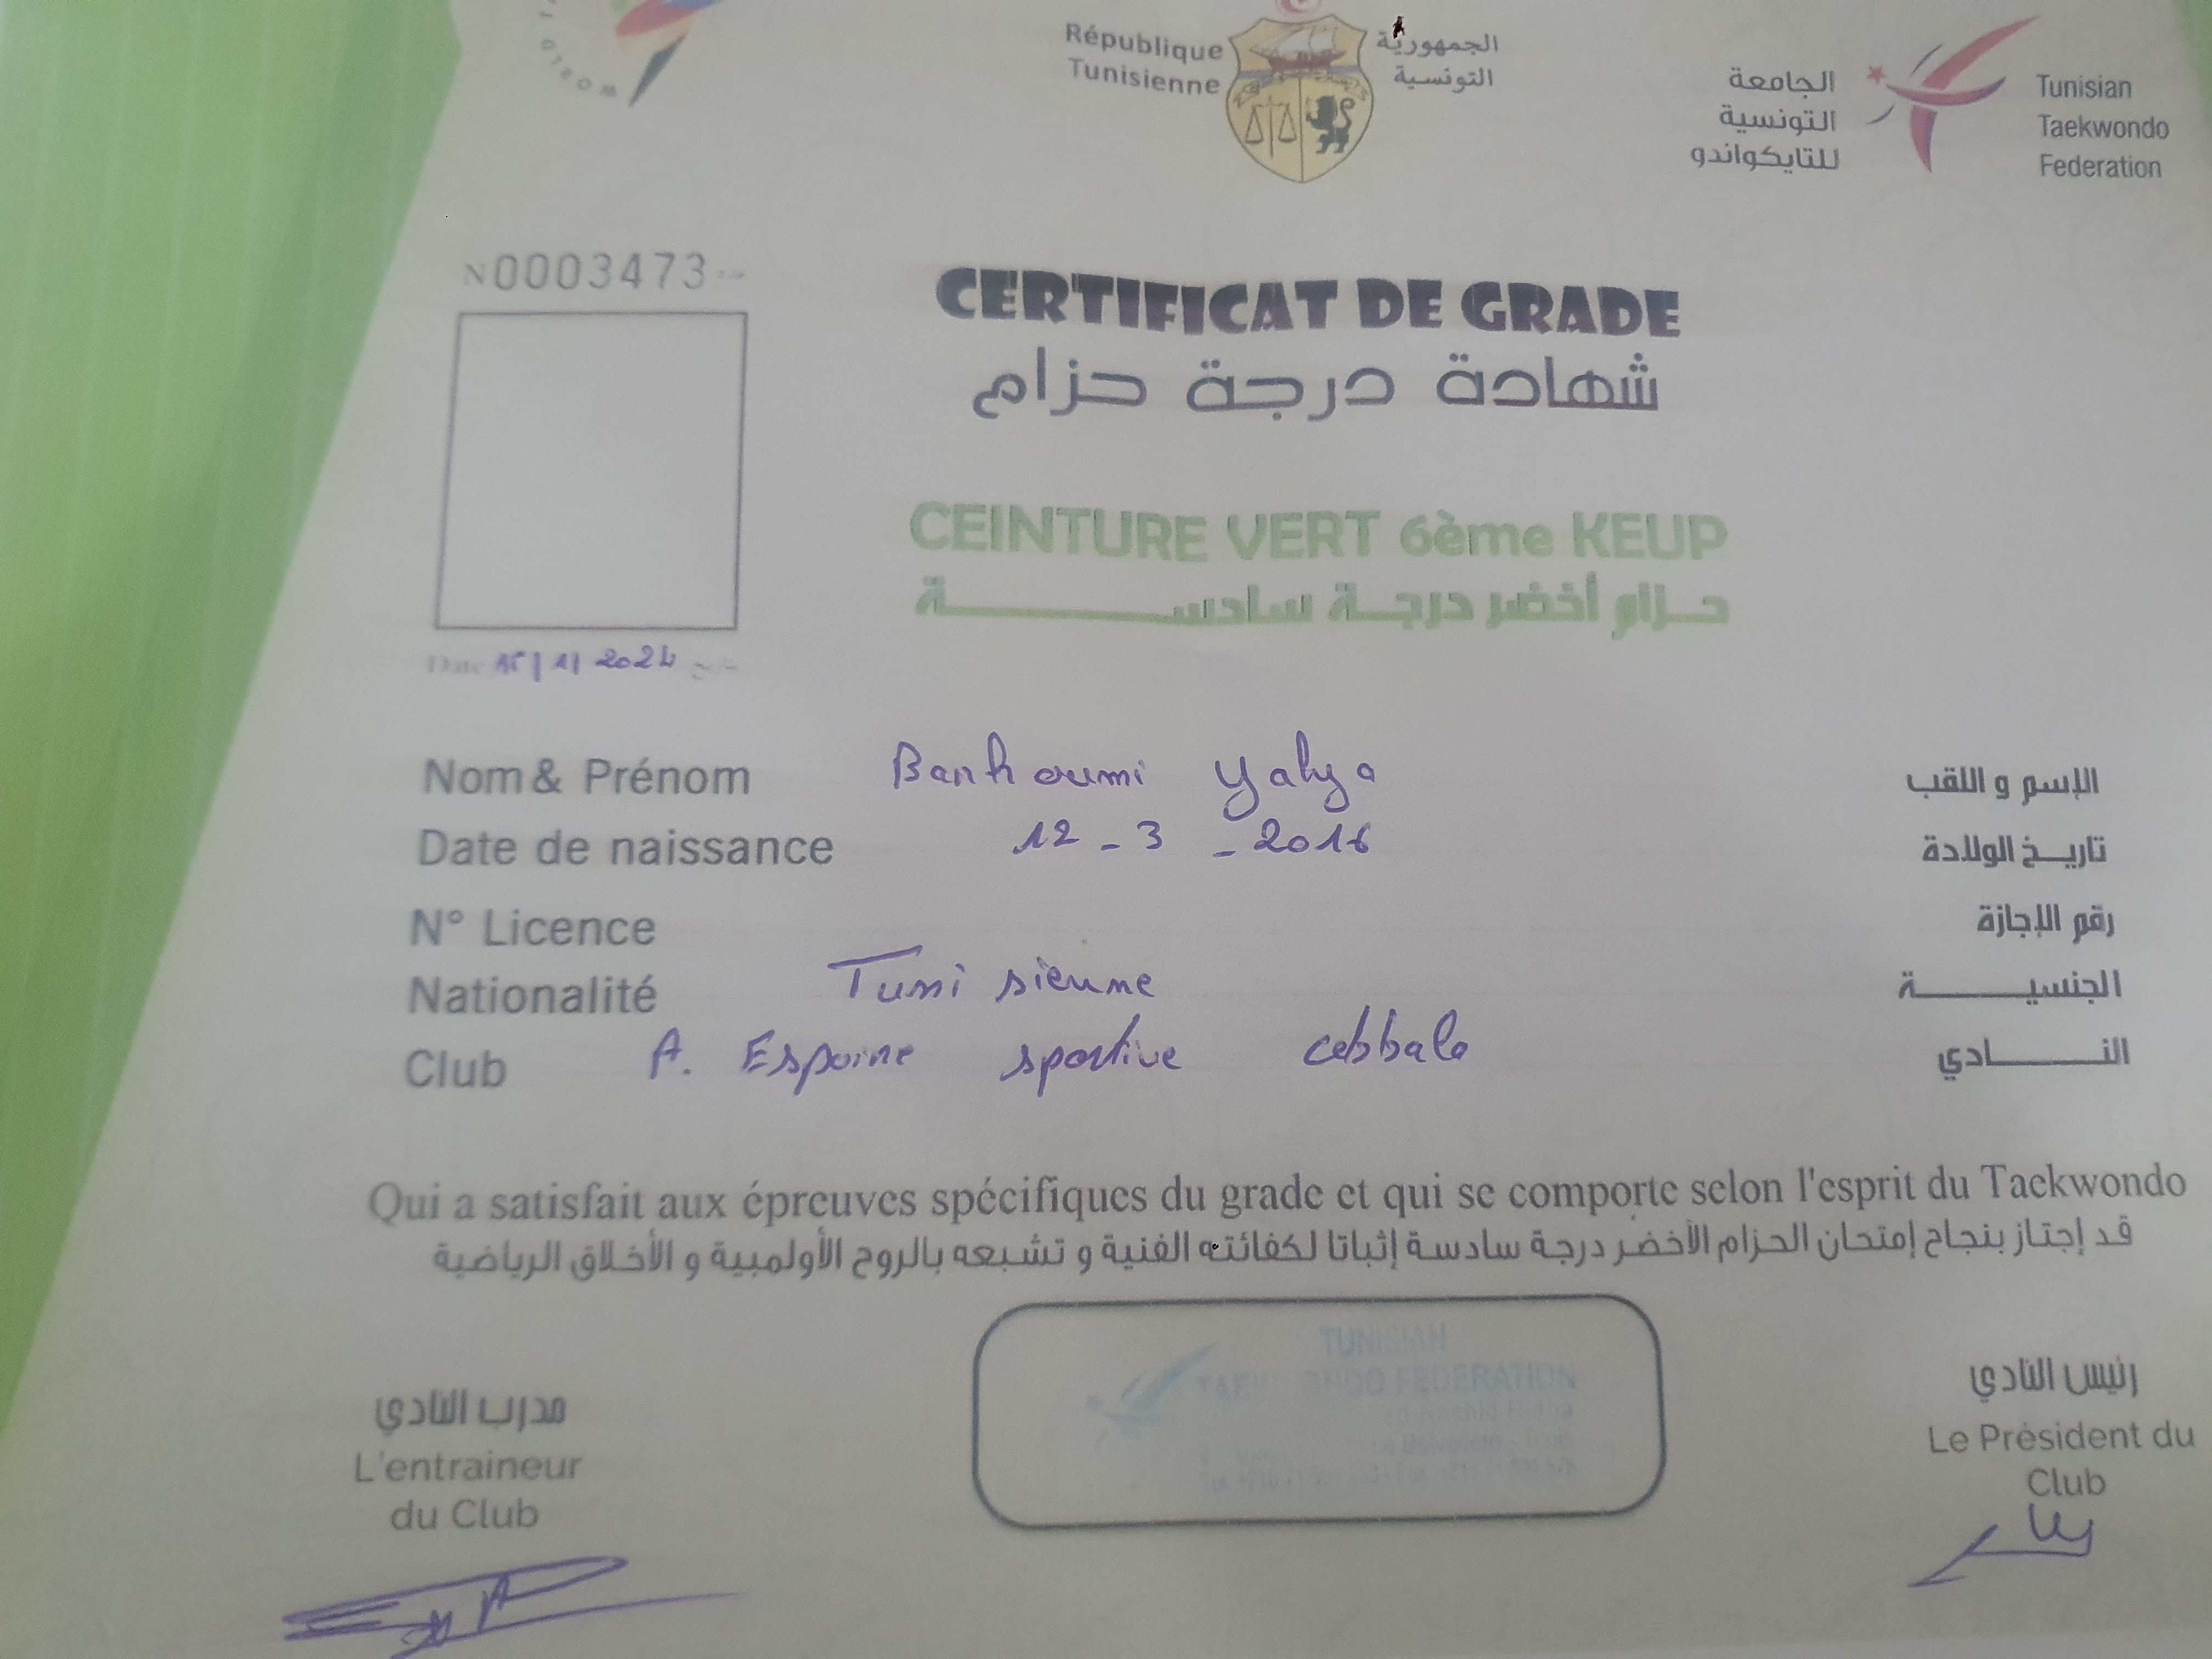 WORLD
République
Tunisienne
الجمهورية
التونسية
الجامعة
التونسية
للتايكواندو
Tunisian
Taekwondo
Federation
N0003473
CERTIFICAT DE GRADE
شهادة درجة حزام
CEINTURE VERT 6ème KEUP
حزام أخضر درجة سادسة
Date 15/1/2024
Nom & Prénom Barhoumi Yahya الإسم و اللقب
Date de naissance 12-3-2016 تاريخ الولادة
N° Licence رقم الإجازة
Nationalité Tunisienne الجنسية
Club A. Espoire sportive cebbala النادي
Qui a satisfait aux épreuves spécifiques du grade et qui se comporte selon l'esprit du Taekwondo
قد إجتاز بنجاح إمتحان الحزام الأخضر درجة سادسة إثباتا لكفائته الفنية و تشبعه بالروح الأولمبية و الأخلاق الرياضية
مدرب النادي
L'entraineur
du Club
TUNISIAN
TAEKWONDO FEDERATION
رئيس النادي
Le Président du
Club